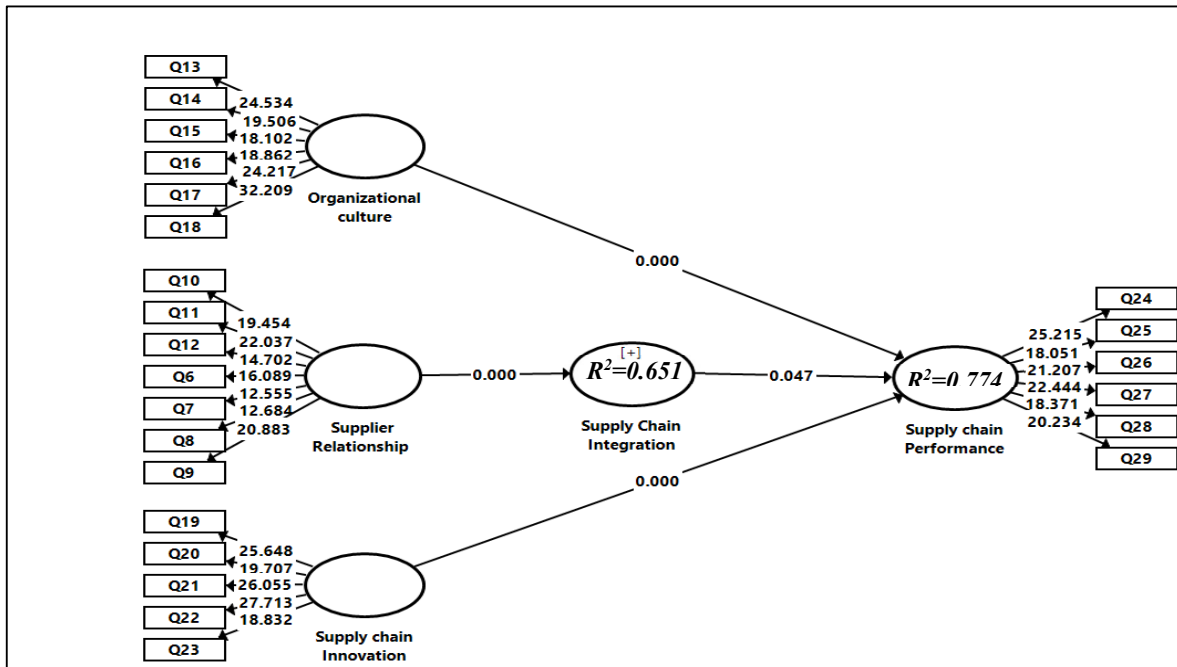 Q13
Q14
Q15
Q16
Q17
Q18
24.534
19.506
18.102
18.862
24.217
32.209
Organizational
culture
0.000
Q10
Q11
Q12
Q6
Q7
Q8
Q9
19.454
22.037
14.702
16.089
12.555
12.684
20.883
Supplier
Relationship
0.000
[+]
R²=0.651
Supply Chain
Integration
0.047
R²=0.774
Supply chain
Performance
25.215
18.051
21.207
22.444
18.371
20.234
Q24
Q25
Q26
Q27
Q28
Q29
0.000
Q19
Q20
Q21
Q22
Q23
25.648
19.707
26.055
27.713
18.832
Supply chain
Innovation